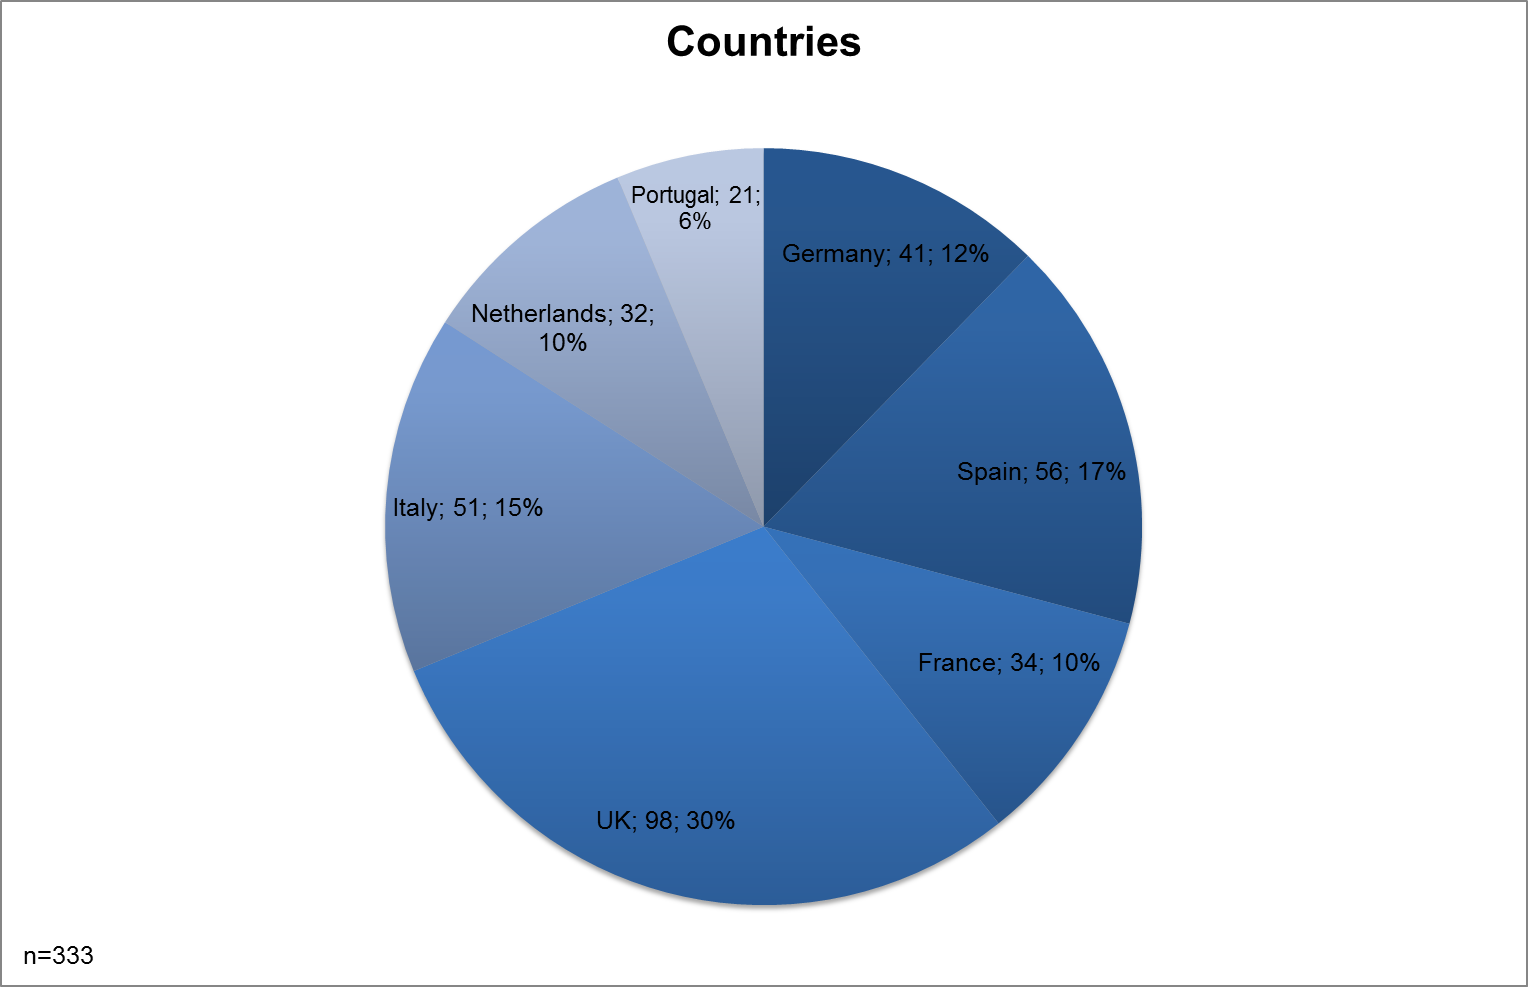 Countries
Portugal; 21;
6%
Germany; 41; 12%
Netherlands; 32;
10%
Spain; 56; 17%
Italy; 51; 15%
France; 34; 10%
UK; 98; 30%
n=333